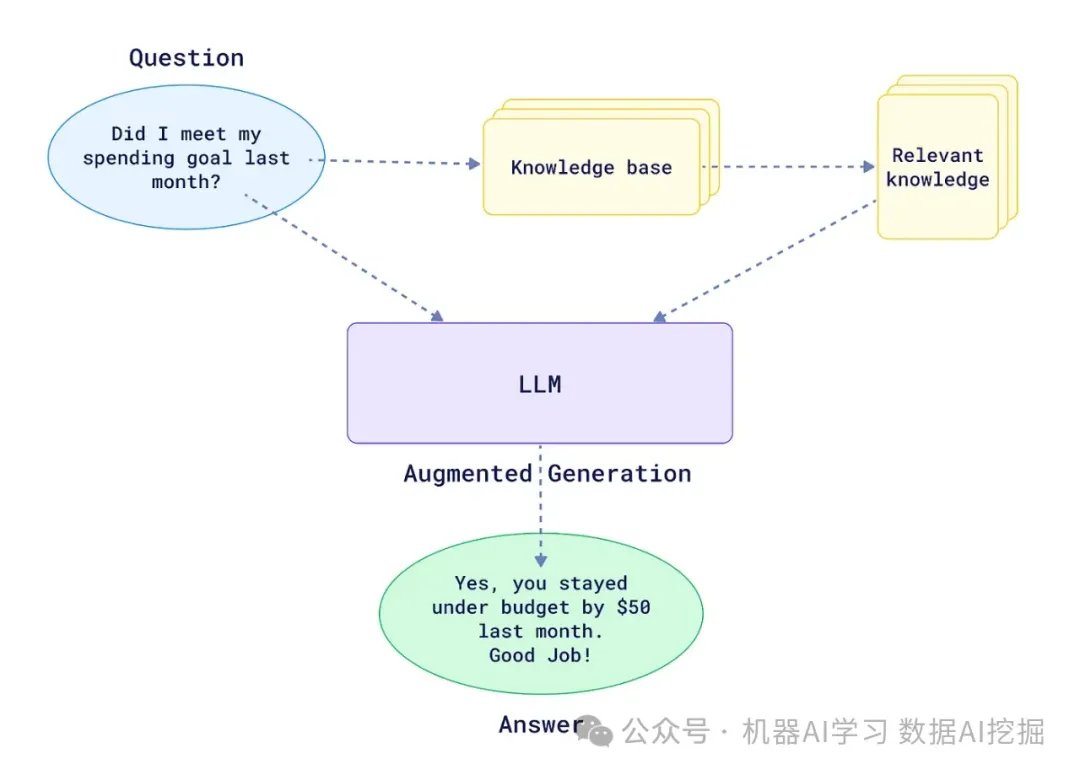 Question
Did I meet my
spending goal last
month?
Knowledge base
Relevant
knowledge
LLM
Augmented Generation
Yes, you stayed
under budget by $50
last month.
Good Job!
Answer
公众号 · 机器AI学习 数据AI挖掘